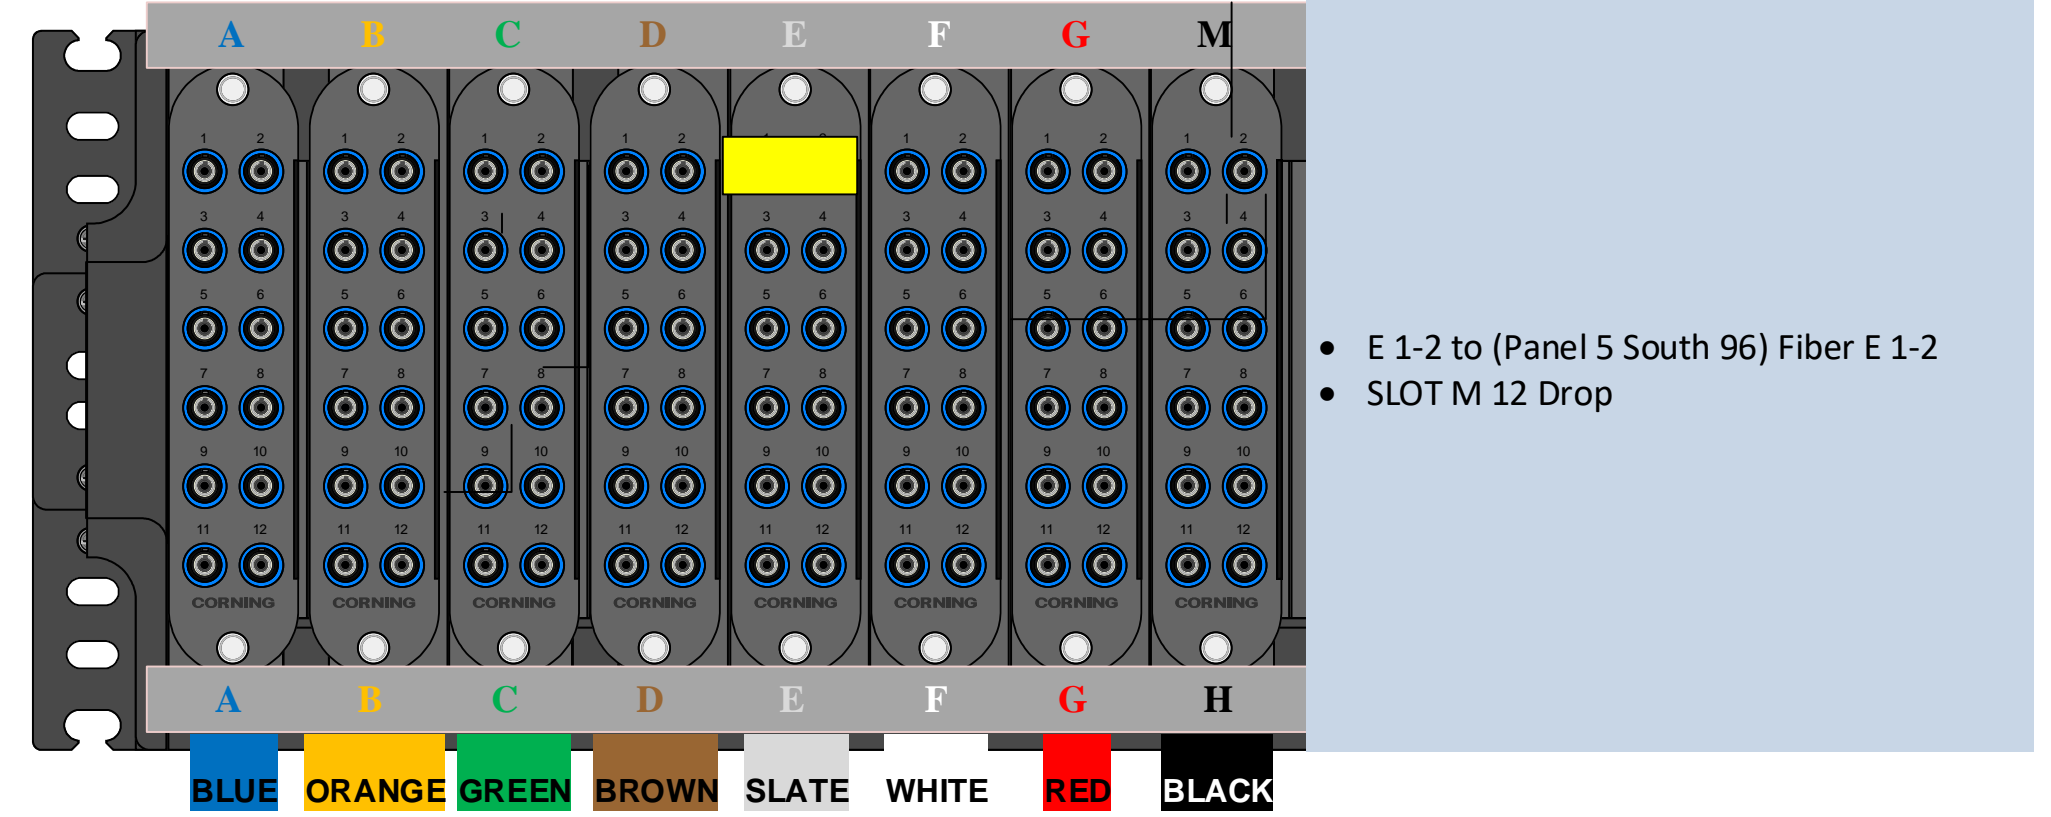 A B C D E F G M
1 2 1 2 1 2 1 2 1 2 1 2 1 2
3 4 3 4 3 4 3 4 3 4 3 4 3 4 3 4
5 6 5 6 5 6 5 6 5 6 5 6 5 6 5 6
7 8 7 8 7 8 7 8 7 8 7 8 7 8 7 8
9 10 9 10 9 10 9 10 9 10 9 10 9 10 9 10
11 12 11 12 11 12 11 12 11 12 11 12 11 12 11 12
CORNING CORNING CORNING CORNING CORNING CORNING CORNING CORNING
A B C D E F G H
BLUE ORANGE GREEN BROWN SLATE WHITE RED BLACK
• E 1-2 to (Panel 5 South 96) Fiber E 1-2
• SLOT M 12 Drop